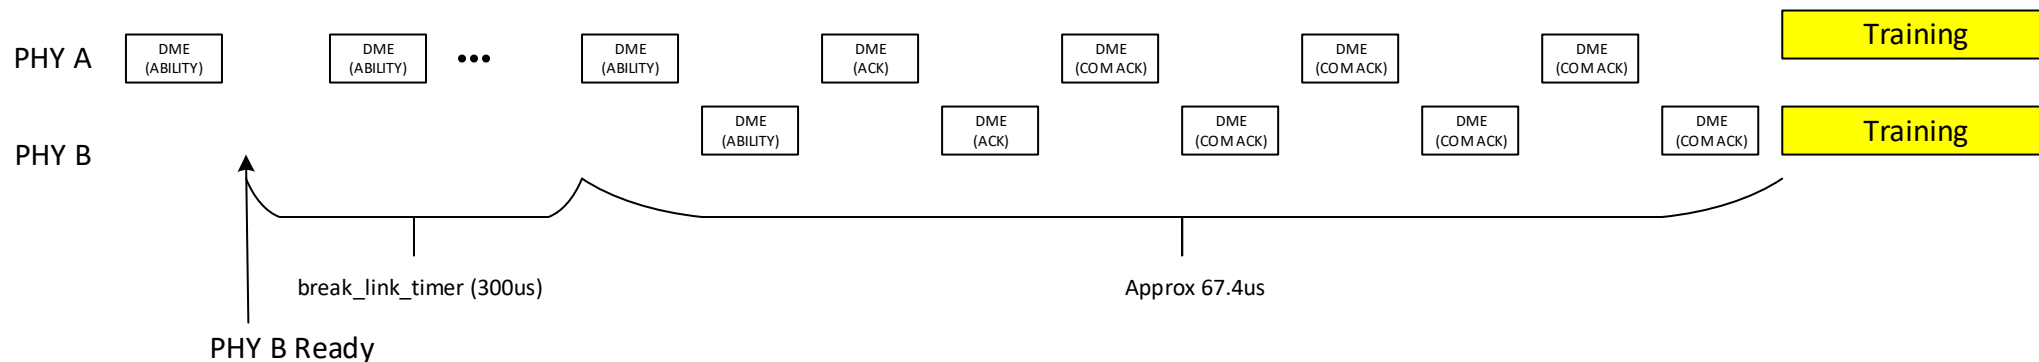 PHY A
DME
(ABILITY)
DME
(ABILITY)
•••
DME
(ABILITY)
DME
(ACK)
DME
(COM ACK)
DME
(COM ACK)
DME
(COM ACK)
Training
PHY B
DME
(ABILITY)
DME
(ACK)
DME
(COM ACK)
DME
(COM ACK)
DME
(COM ACK)
Training
break_link_timer (300us)
Approx 67.4us
PHY B Ready